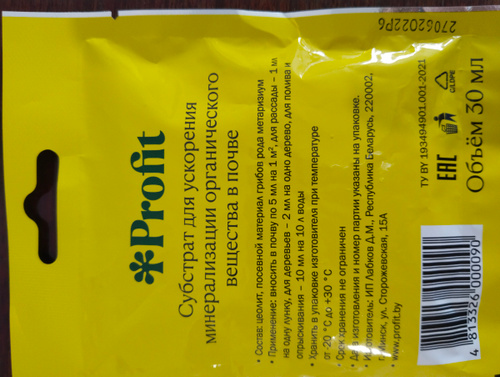 Profit
Субстрат для ускорения
минерализации органического
вещества в почве
• Состав: цеолит, посевной материал грибов рода метаризиум
• Применение: вносить в почву по 5 мл на 1 м², для рассады – 1 мл
на одну лунку, для деревьев – 2 мл на одно дерево, для полива и
опрыскивания – 10 мл на 10 л воды
• Хранить в упаковке изготовителя при температуре
от -20 °C до +30 °C
• Срок хранения не ограничен
• Дата изготовления и номер партии указаны на упаковке.
• Изготовитель: ИП Лабков Д.М., Республика Беларусь, 220002,
г. Минск, ул. Сторожевская, 15А
• www.profit.by
4 813326 000090
ТУ BY 193494901.001-2021
EAC
Объём 30 мл
27062022Р6